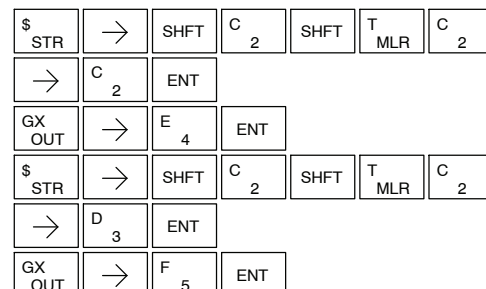 $ STR → SHFT C 2 SHFT T MLR C 2
→ C 2 ENT
GX OUT → E 4 ENT
$ STR → SHFT C 2 SHFT T MLR C 2
→ D 3 ENT
GX OUT → F 5 ENT